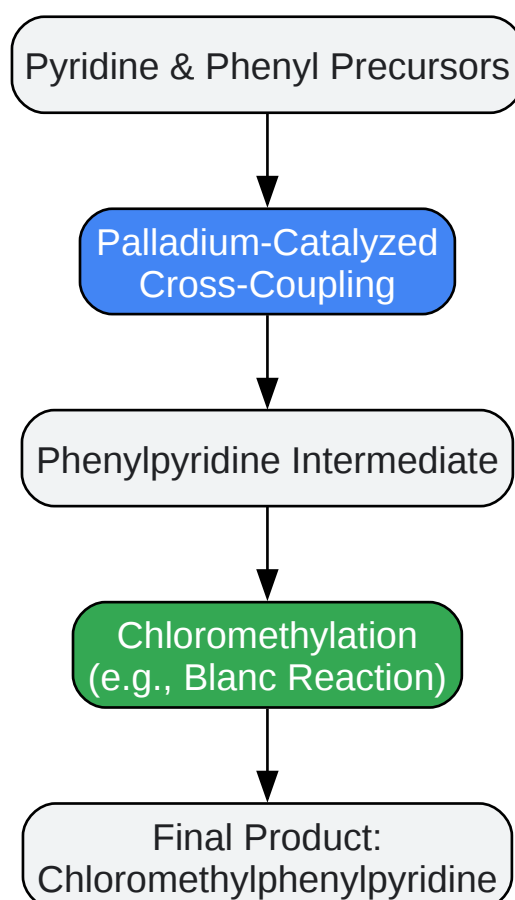 Pyridine & Phenyl Precursors
Palladium-Catalyzed
Cross-Coupling
Phenylpyridine Intermediate
Chloromethylation
(e.g., Blanc Reaction)
Final Product:
Chloromethylphenylpyridine